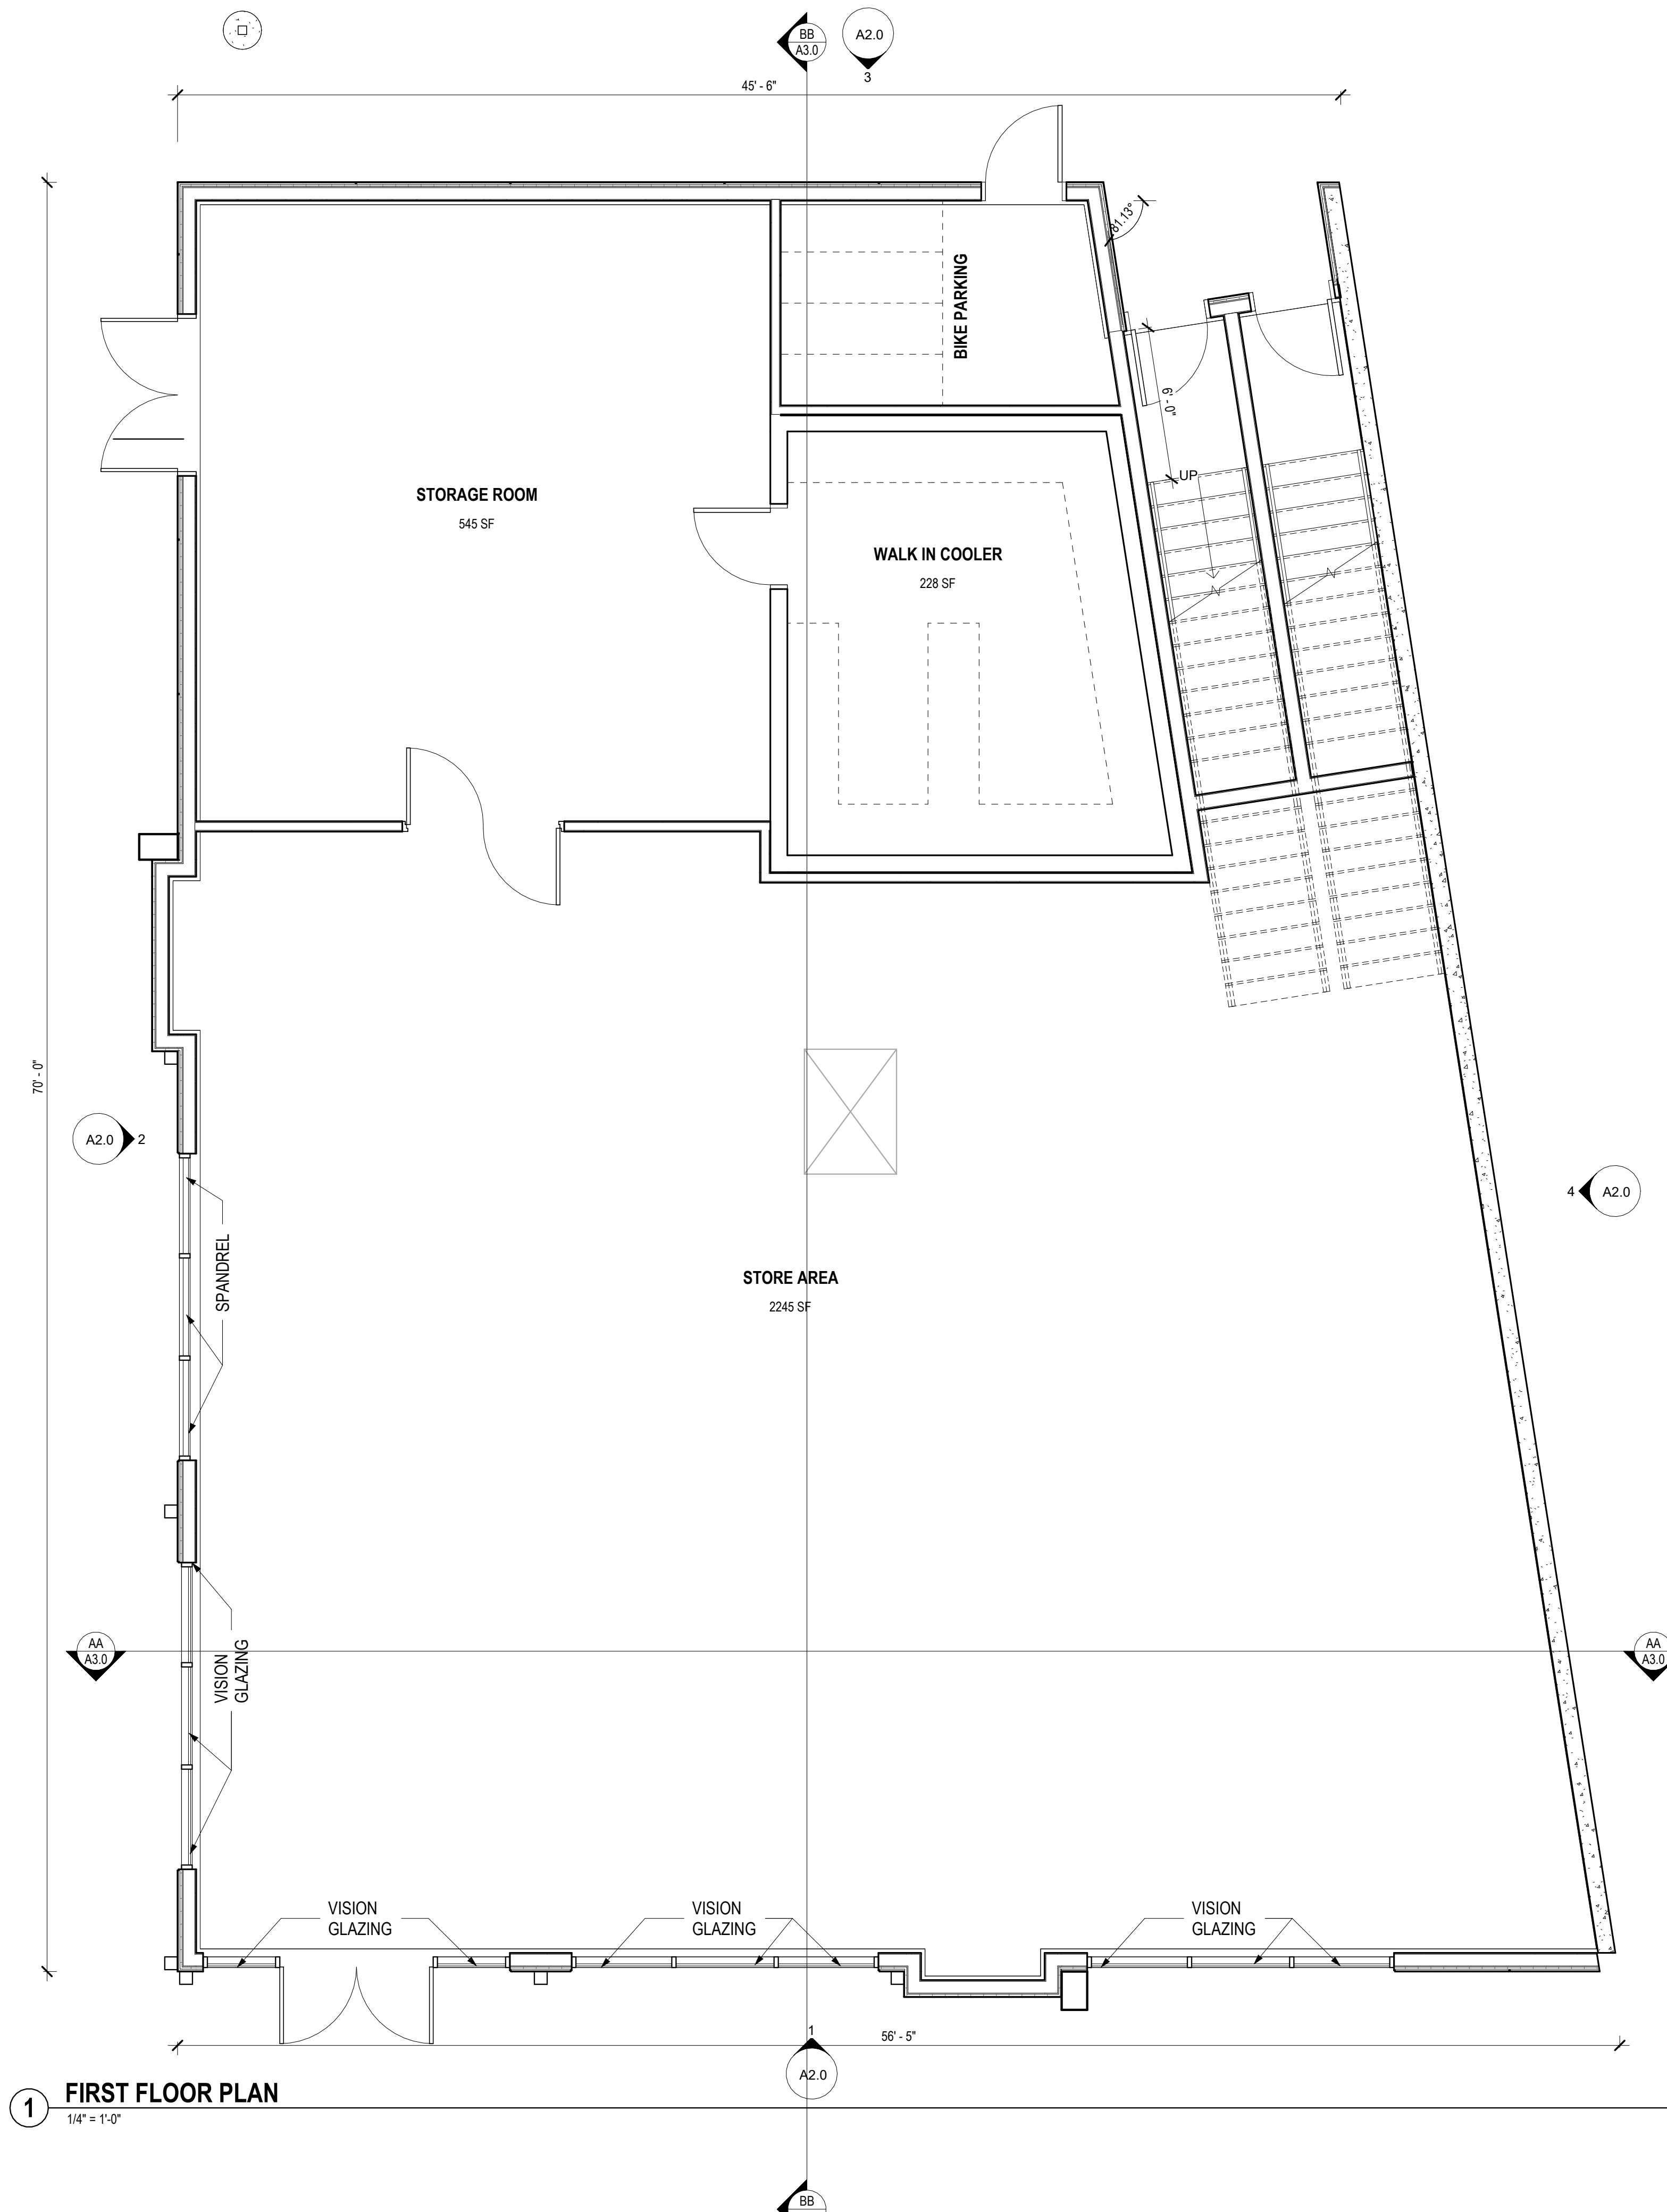 BB
A3.0
A2.0
3
45' - 6"
81.13°
BIKE PARKING
6' - 0"
UP
STORAGE ROOM
545 SF
WALK IN COOLER
228 SF
70' - 0"
A2.0
2
4
A2.0
SPANDREL
STORE AREA
2245 SF
AA
A3.0
VISION
GLAZING
AA
A3.0
VISION
GLAZING
VISION
GLAZING
VISION
GLAZING
1
56' - 5"
A2.0
1
FIRST FLOOR PLAN
1/4" = 1'-0"
BB